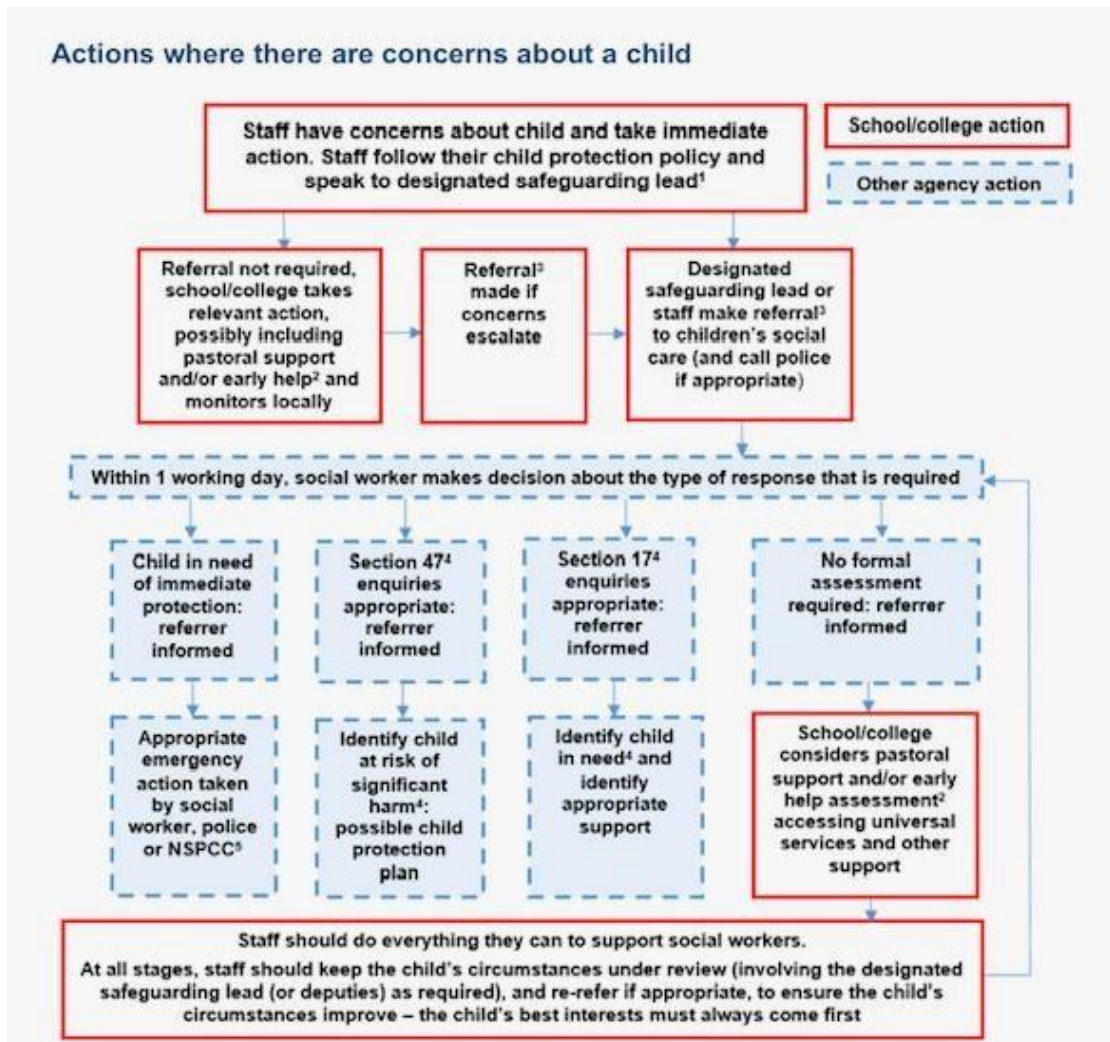 Actions where there are concerns about a child
Staff have concerns about child and take immediate
action. Staff follow their child protection policy and
speak to designated safeguarding lead¹
School/college action
Other agency action
Referral not required,
school/college takes
relevant action,
possibly including
pastoral support
and/or early help² and
monitors locally
Referral³
made if
concerns
escalate
Designated
safeguarding lead or
staff make referral³
to children's social
care (and call police
if appropriate)
Within 1 working day, social worker makes decision about the type of response that is required
Child in need
of immediate
protection:
referrer
informed
Section 47⁴
enquiries
appropriate:
referrer
informed
Section 17⁴
enquiries
appropriate:
referrer
informed
No formal
assessment
required: referrer
informed
Appropriate
emergency
action taken
by social
worker, police
or NSPCC⁵
Identify child
at risk of
significant
harm⁴:
possible child
protection
plan
Identify child
in need⁴ and
identify
appropriate
support
School/college
considers pastoral
support and/or early
help assessment²
accessing universal
services and other
support
Staff should do everything they can to support social workers.
At all stages, staff should keep the child's circumstances under review (involving the designated
safeguarding lead (or deputies) as required), and re-refer if appropriate, to ensure the child's
circumstances improve – the child's best interests must always come first